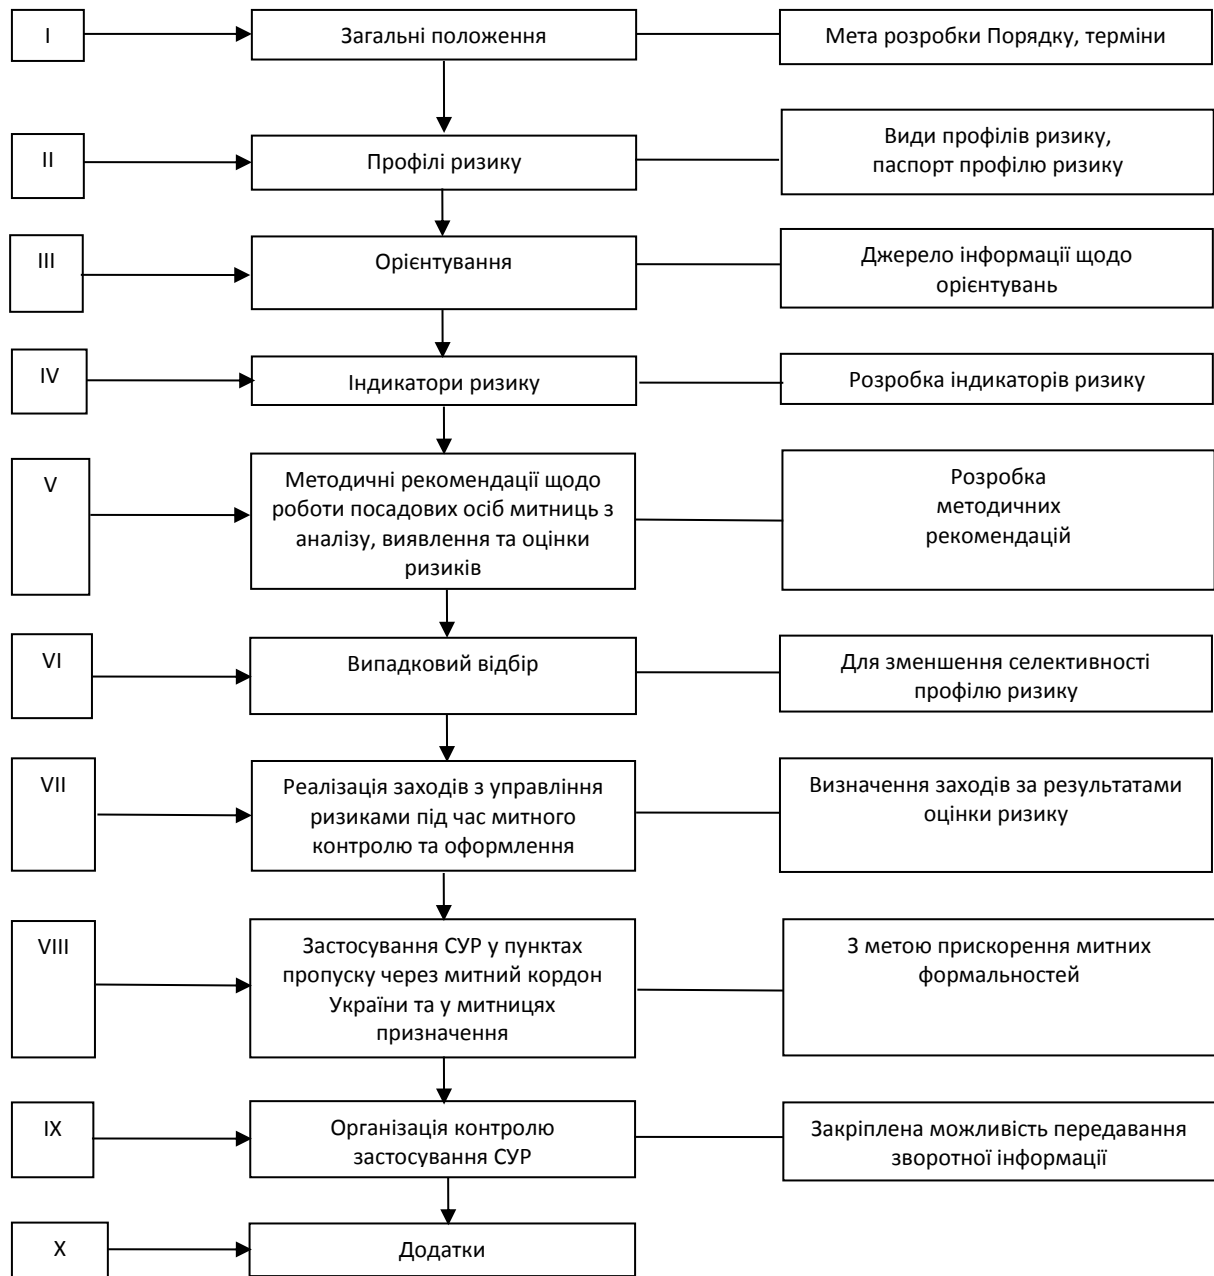 I
Загальні положення
Мета розробки Порядку, терміни
II
Профілі ризику
Види профілів ризику,
паспорт профілю ризику
III
Орієнтування
Джерело інформації щодо
орієнтувань
IV
Індикатори ризику
Розробка індикаторів ризику
V
Методичні рекомендації щодо
роботи посадових осіб митниць з
аналізу, виявлення та оцінки
ризиків
Розробка
методичних
рекомендацій
VI
Випадковий відбір
Для зменшення селективності
профілю ризику
VII
Реалізація заходів з управління
ризиками під час митного
контролю та оформлення
Визначення заходів за результатами
оцінки ризику
VIII
Застосування СУР у пунктах
пропуску через митний кордон
України та у митницях
призначення
З метою прискорення митних
формальностей
IX
Організація контролю
застосування СУР
Закріплена можливість передавання
зворотної інформації
X
Додатки